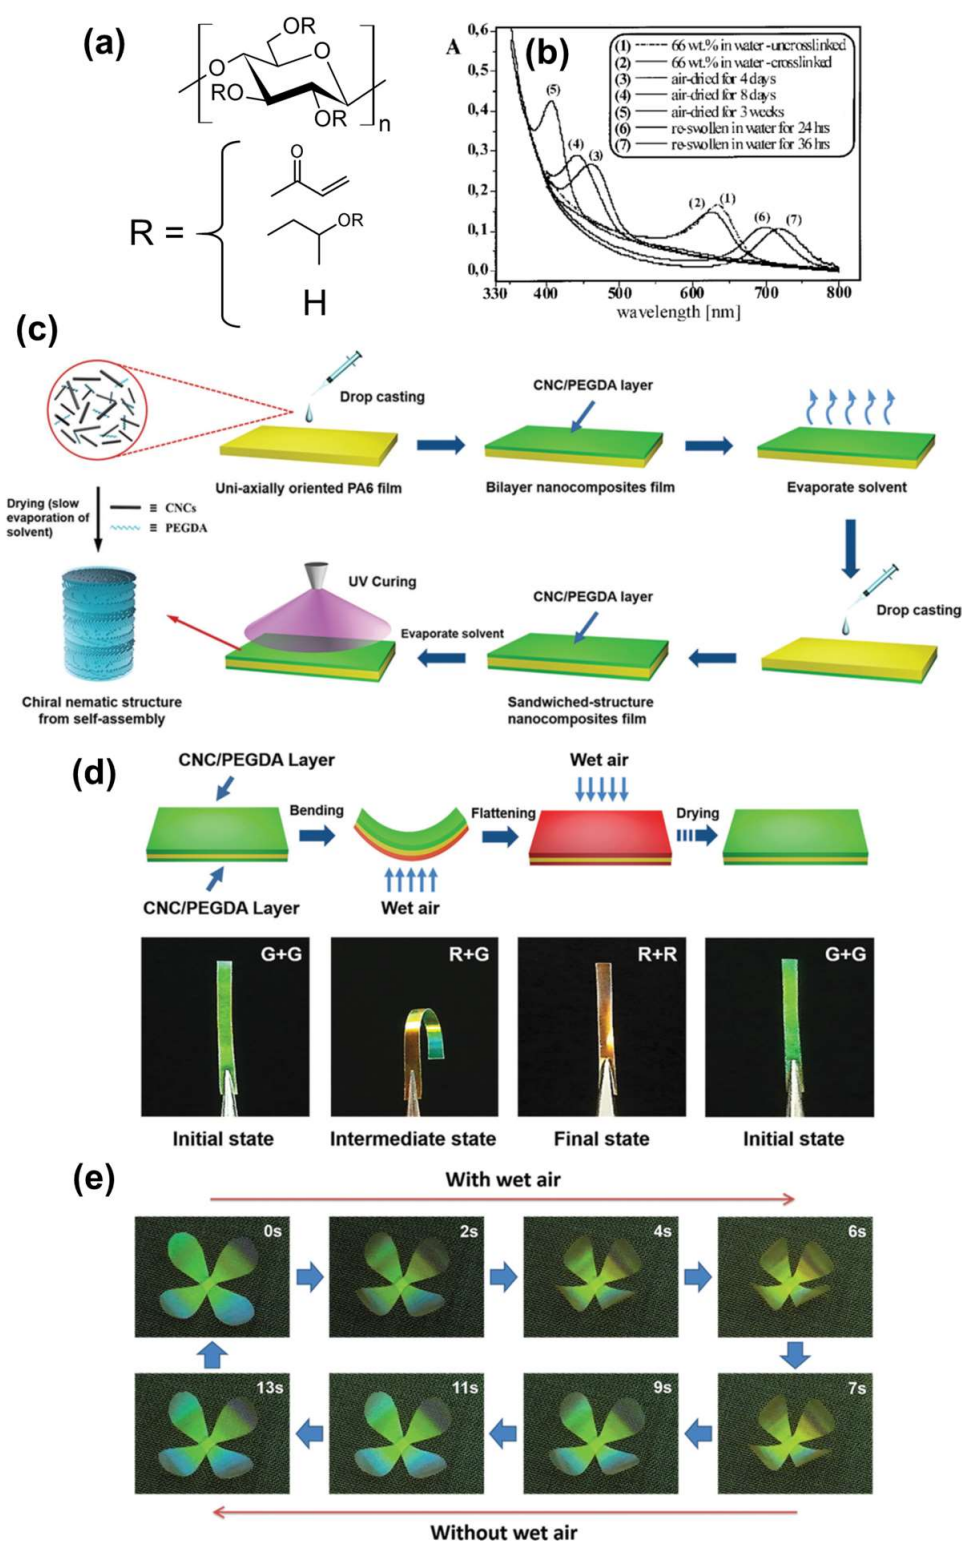 (a)
OR
O
O
RO
OR
n
O
R =
OR
H
(b)
A
0,6
0,5
0,4
0,3
0,2
0,1
0,0
(1) 66 wt.% in water -uncrosslinked
(2) 66 wt.% in water -crosslinked
(3) air-dried for 4 days
(4) air-dried for 8 days
(5) air-dried for 3 weeks
(6) re-swollen in water for 24 hrs
(7) re-swollen in water for 36 hrs
(5)
(4)
(3)
(2)
(1)
(6)
(7)
330 400 500 600 700 800
wavelength [nm]
(c)
Drop casting
Uni-axially oriented PA6 film
CNC/PEGDA layer
Bilayer nanocomposites film
Evaporate solvent
Drying (slow
evaporation of
solvent)
≡ CNCs
≡ PEGDA
Chiral nematic structure
from self-assembly
UV Curing
Evaporate solvent
CNC/PEGDA layer
Sandwiched-structure
nanocomposites film
Drop casting
(d)
CNC/PEGDA Layer
Bending
Flattening
Wet air
Drying
CNC/PEGDA Layer
Wet air
G+G
R+G
R+R
G+G
Initial state
Intermediate state
Final state
Initial state
(e)
With wet air
0s
2s
4s
6s
13s
11s
9s
7s
Without wet air